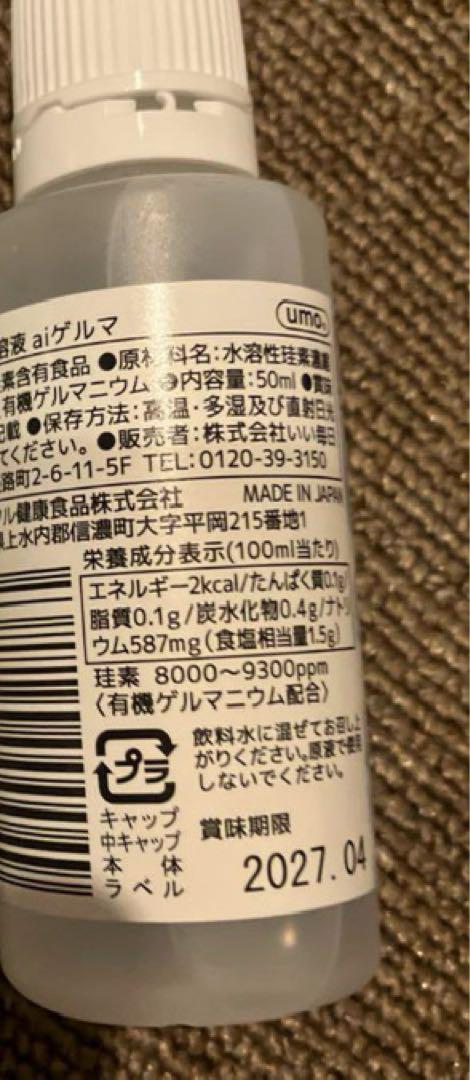 umo
溶液 aiゲルマ
素含有食品 ●原材料名:水溶性珪素濃縮
有機ゲルマニウム ●内容量:50ml ●賞味
記載 ●保存方法:高温・多湿及び直射日光
てください。 ●販売者:株式会社いい毎日
路町2-6-11-5F TEL:0120-39-3150
ル健康食品株式会社 MADE IN JAPAN
県上水内郡信濃町大字平岡215番地1
栄養成分表示(100ml当たり)
エネルギー2kcal/たんぱく質0.1g/
脂質0.1g/炭水化物0.4g/ナトリ
ウム587mg(食塩相当量1.5g)
珪素 8000～9300ppm
〈有機ゲルマニウム配合〉
飲料水に混ぜてお召し上
がりください。原液で使用
しないでください。
プラ
キャップ
中キャップ
本体
ラベル
賞味期限
2027.04